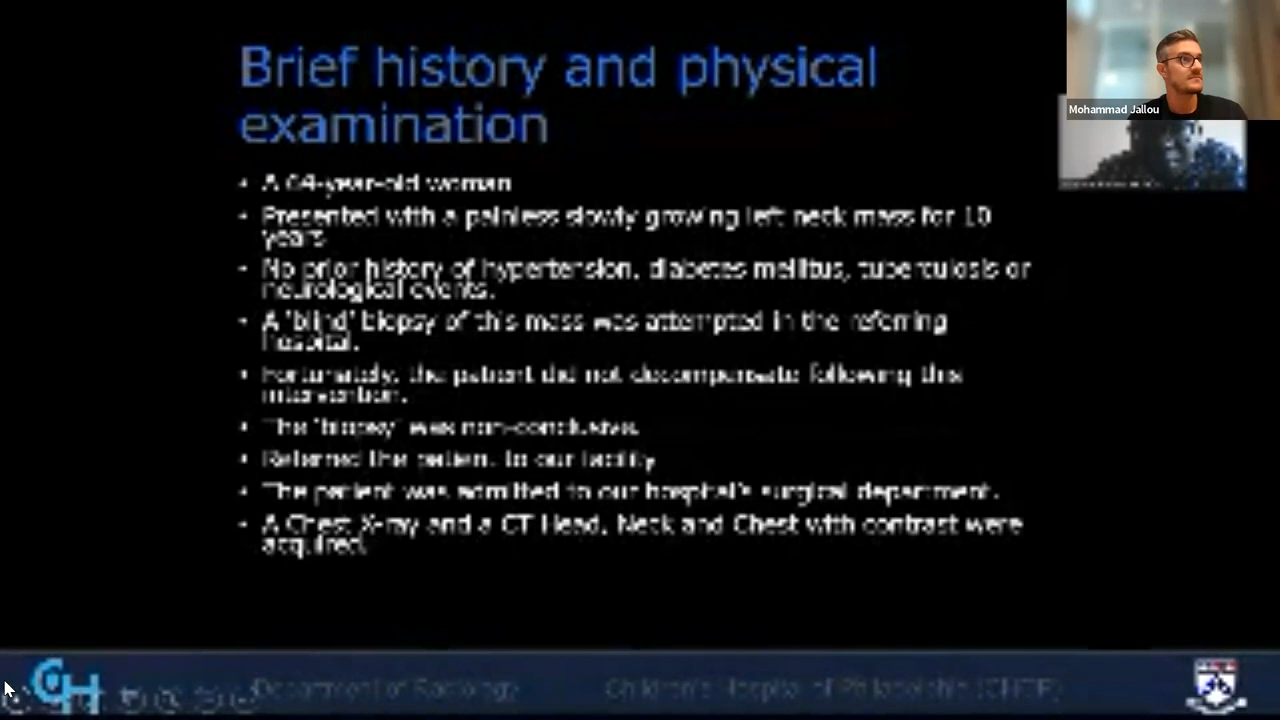 Brief history and physical
examination
• A 64-year-old woman
• Presented with a painless slowly growing left neck mass for 10
years
• No prior history of hypertension, diabetes mellitus, tuberculosis or
neurological events.
• A 'blind' biopsy of this mass was attempted in the referring
hospital.
• Fortunately, the patient did not decompensate following this
intervention.
• The 'biopsy' was non-conclusive.
• Referred the patient to our facility
• The patient was admitted to our hospital's surgical department.
• A Chest X-ray and a CT Head, Neck and Chest with contrast were
acquired.
Mohammad Jallou
Department of Radiology
Children's Hospital of Philadelphia (CHOP)